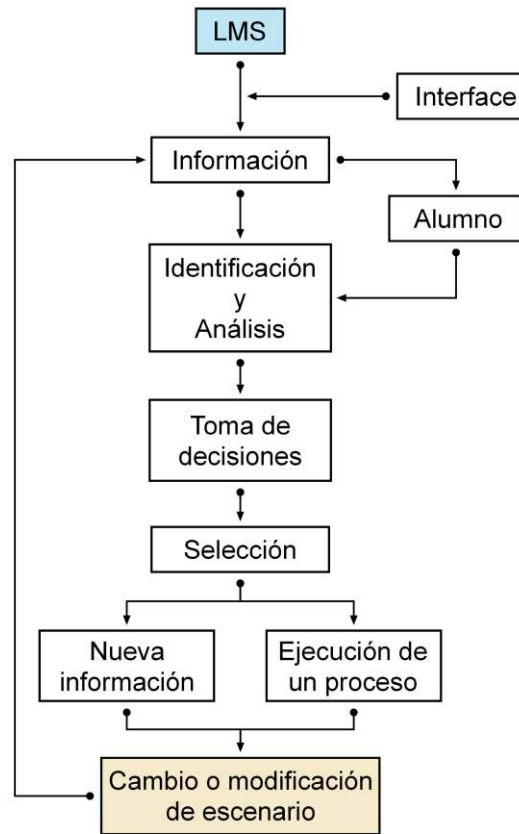 LMS
Interface
Información
Alumno
Identificación
y
Análisis
Toma de
decisiones
Selección
Nueva
información
Ejecución de
un proceso
Cambio o modificación
de escenario